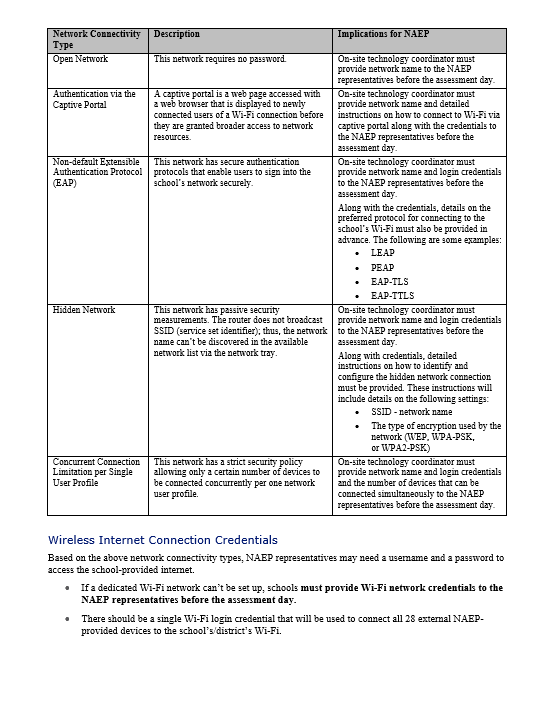 Network Connectivity
Type
Description
Implications for NAEP
Open Network
This network requires no password.
On-site technology coordinator must
provide network name to the NAEP
representatives before the assessment day.
Authentication via the
Captive Portal
A captive portal is a web page accessed with
a web browser that is displayed to newly
connected users of a Wi-Fi connection before
they are granted broader access to network
resources.
On-site technology coordinator must
provide network name and detailed
instructions on how to connect to Wi-Fi via
captive portal along with the credentials to
the NAEP representatives before the
assessment day.
Non-default Extensible
Authentication Protocol
(EAP)
This network has secure authentication
protocols that enable users to sign into the
school's network securely.
On-site technology coordinator must
provide network name and login credentials
to the NAEP representatives before the
assessment day.
Along with the credentials, details on the
preferred protocol for connecting to the
school's Wi-Fi must also be provided in
advance. The following are some examples:
• LEAP
• PEAP
• EAP-TLS
• EAP-TTLS
Hidden Network
This network has passive security
measurements. The router does not broadcast
SSID (service set identifier); thus, the network
name can't be discovered in the available
network list via the network tray.
On-site technology coordinator must
provide network name and login credentials
to the NAEP representatives before the
assessment day.
Along with credentials, detailed
instructions on how to identify and
configure the hidden network connection
must be provided. These instructions will
include details on the following settings:
• SSID - network name
• The type of encryption used by the
network (WEP, WPA-PSK,
or WPA2-PSK)
Concurrent Connection
Limitation per Single
User Profile
This network has a strict security policy
allowing only a certain number of devices to
be connected concurrently per one network
user profile.
On-site technology coordinator must
provide network name and login credentials
and the number of devices that can be
connected simultaneously to the NAEP
representatives before the assessment day.
Wireless Internet Connection Credentials
Based on the above network connectivity types, NAEP representatives may need a username and a password to
access the school-provided internet.
• If a dedicated Wi-Fi network can't be set up, schools must provide Wi-Fi network credentials to the
NAEP representatives before the assessment day.
• There should be a single Wi-Fi login credential that will be used to connect all 28 external NAEP-
provided devices to the school's/district's Wi-Fi.